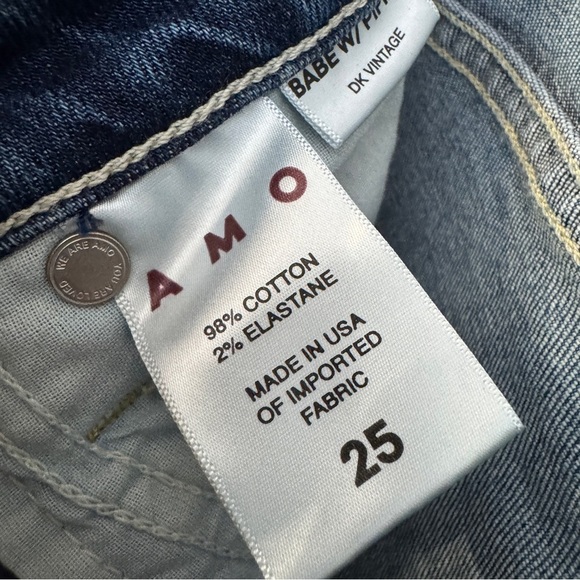 BABE W/
DK VINTAGE
AMO
98% COTTON
2% ELASTANE
MADE IN USA
OF IMPORTED
FABRIC
25
WE ARE AMO
YOU ARE LOVED